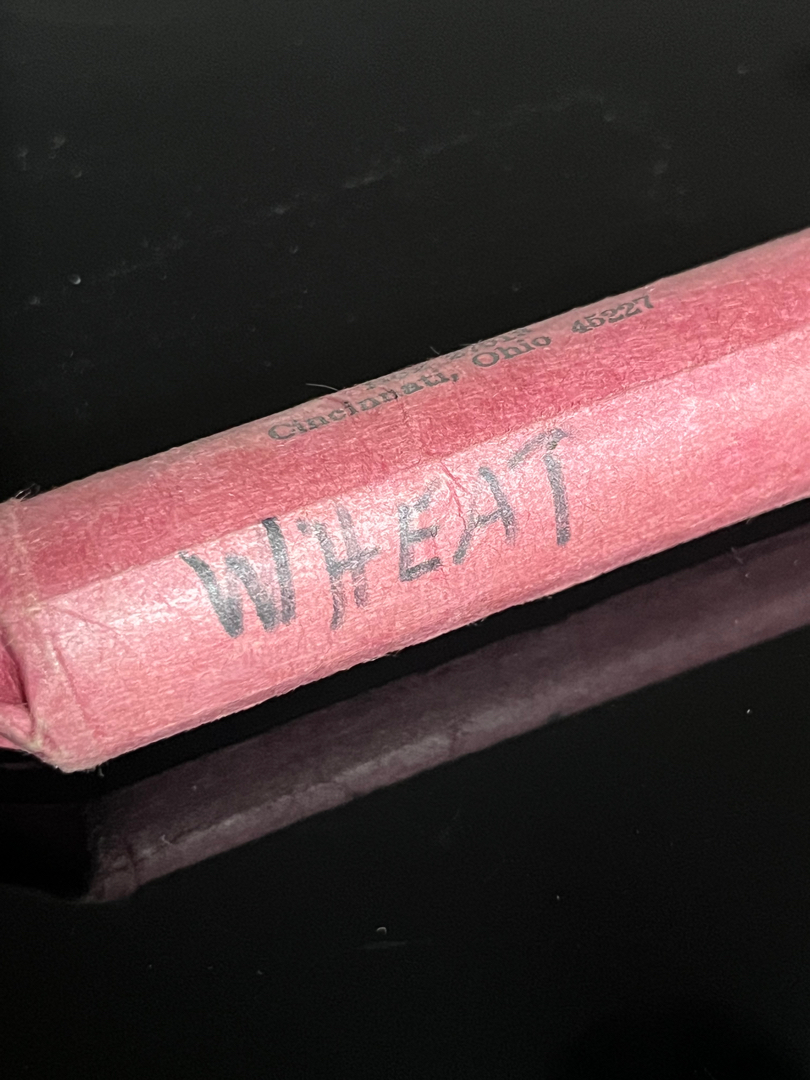 Cincinnati, Ohio 45227
WHEAT